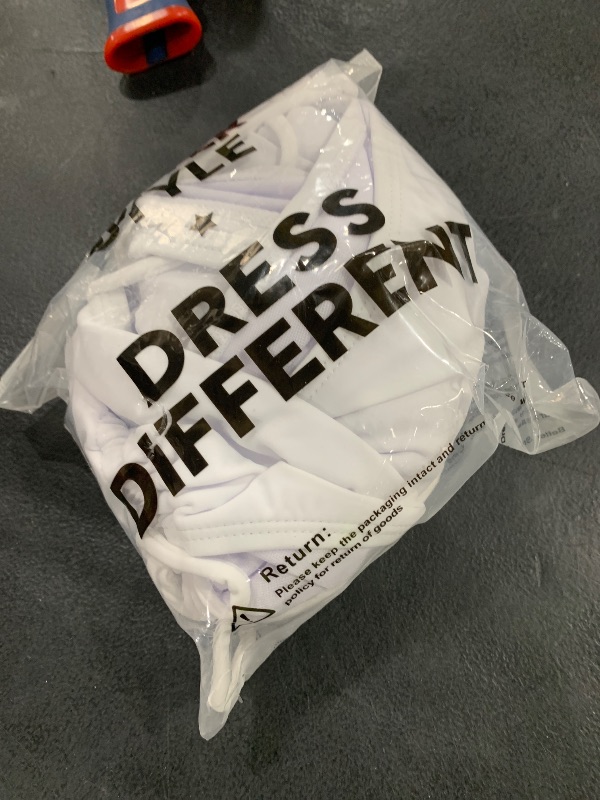 STYLE
DRESS
DIFFERENT
Return:
Please keep the packaging intact and return
policy for return of goods